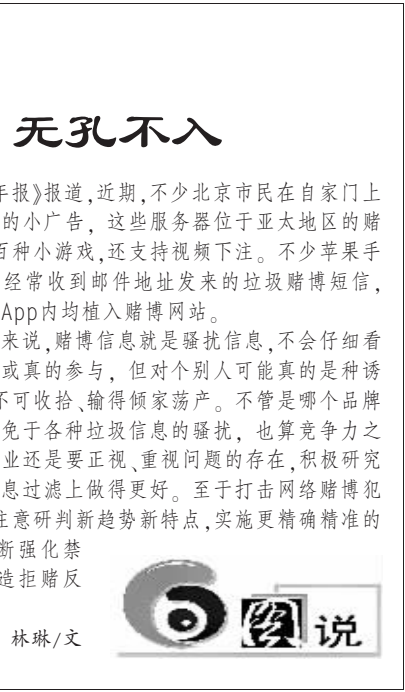 无孔不入
年报》报道,近期,不少北京市民在自家门上
的小广告，这些服务器位于亚太地区的赌
百种小游戏,还支持视频下注。不少苹果手
经常收到邮件地址发来的垃圾赌博短信,
App内均植入赌博网站。
来说,赌博信息就是骚扰信息,不会仔细看
或真的参与，但对个别人可能真的是种诱
不可收拾、输得倾家荡产。不管是哪个品牌
免于各种垃圾信息的骚扰，也算竞争力之
业还是要正视、重视问题的存在,积极研究
息过滤上做得更好。至于打击网络赌博犯
注意研判新趋势新特点,实施更精确精准的
断强化禁
造拒赌反
林琳/文
图说